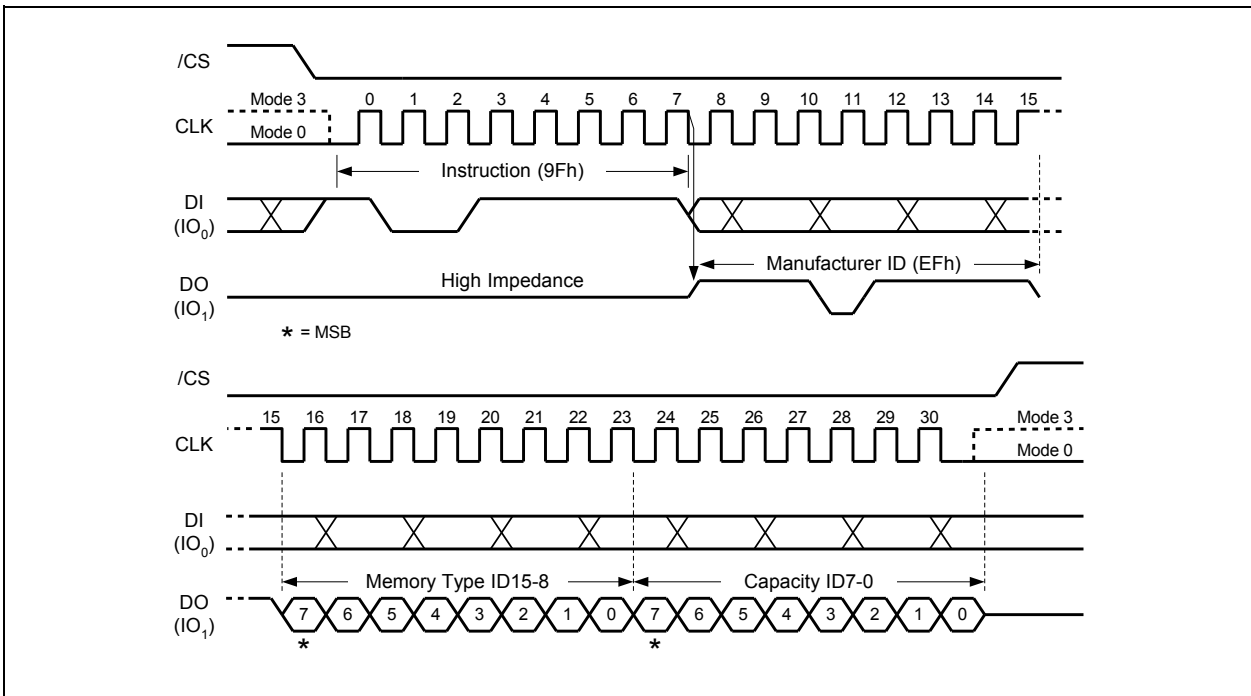 /CS
Mode 3
0 1 2 3 4 5 6 7 8 9 10 11 12 13 14 15
CLK
Mode 0
Instruction (9Fh)
DI
(IO₀)
Manufacturer ID (EFh)
High Impedance
DO
(IO₁)
* = MSB
/CS
15 16 17 18 19 20 21 22 23 24 25 26 27 28 29 30
Mode 3
CLK
Mode 0
DI
(IO₀)
Memory Type ID15-8
Capacity ID7-0
DO
(IO₁)
7 6 5 4 3 2 1 0 7 6 5 4 3 2 1 0
* *